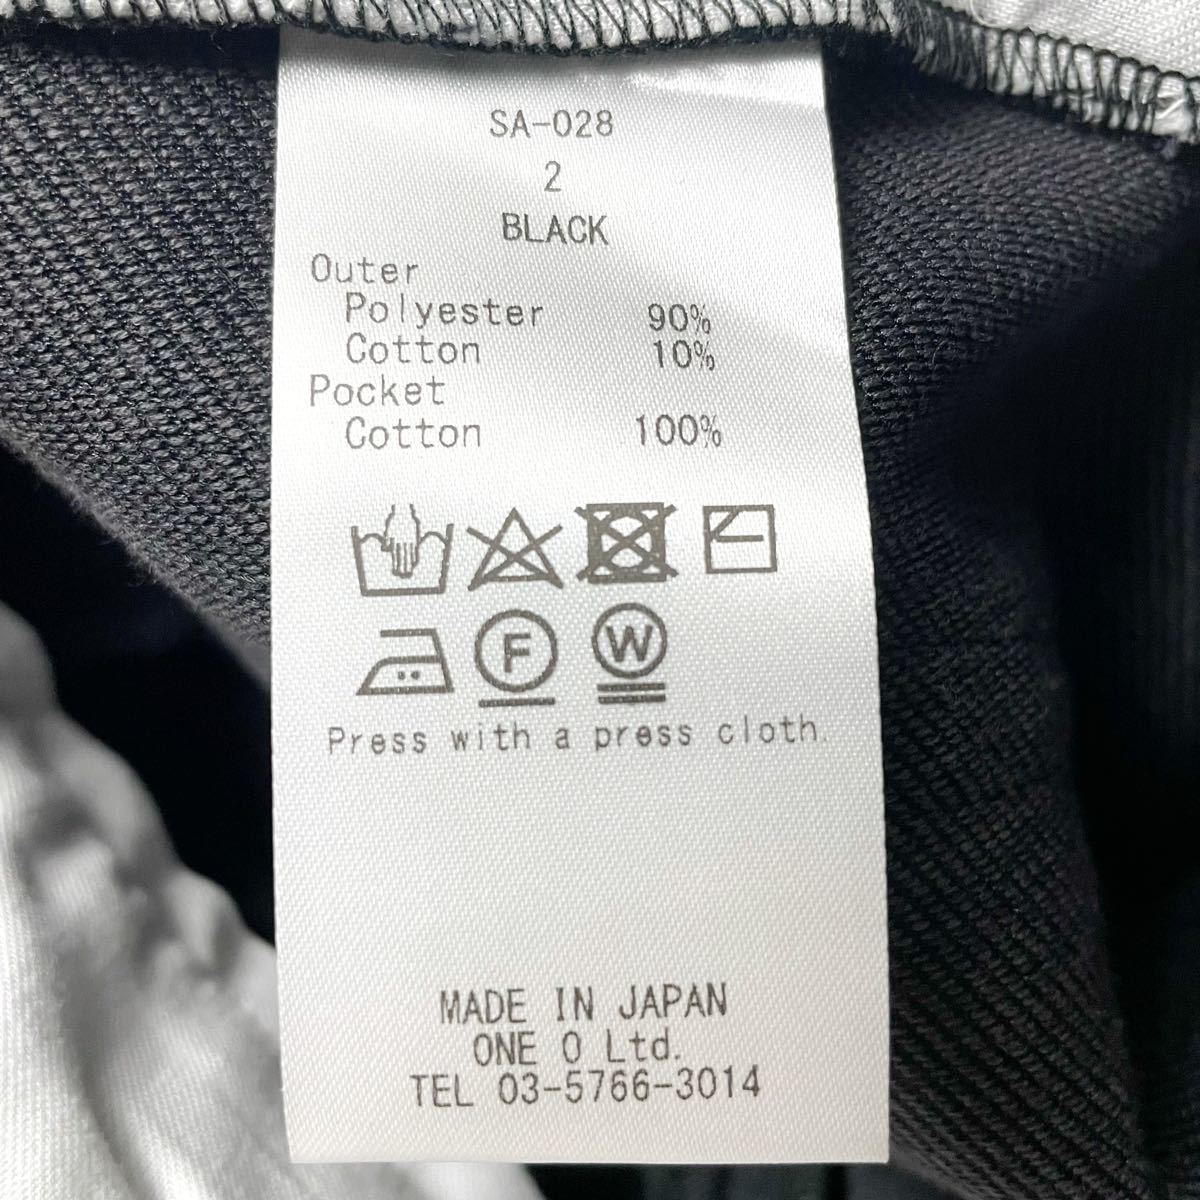 SA-028
2
BLACK
Outer
Polyester 90%
Cotton 10%
Pocket
Cotton 100%
F W
Press with a press cloth.
MADE IN JAPAN
ONE O Ltd.
TEL 03-5766-3014